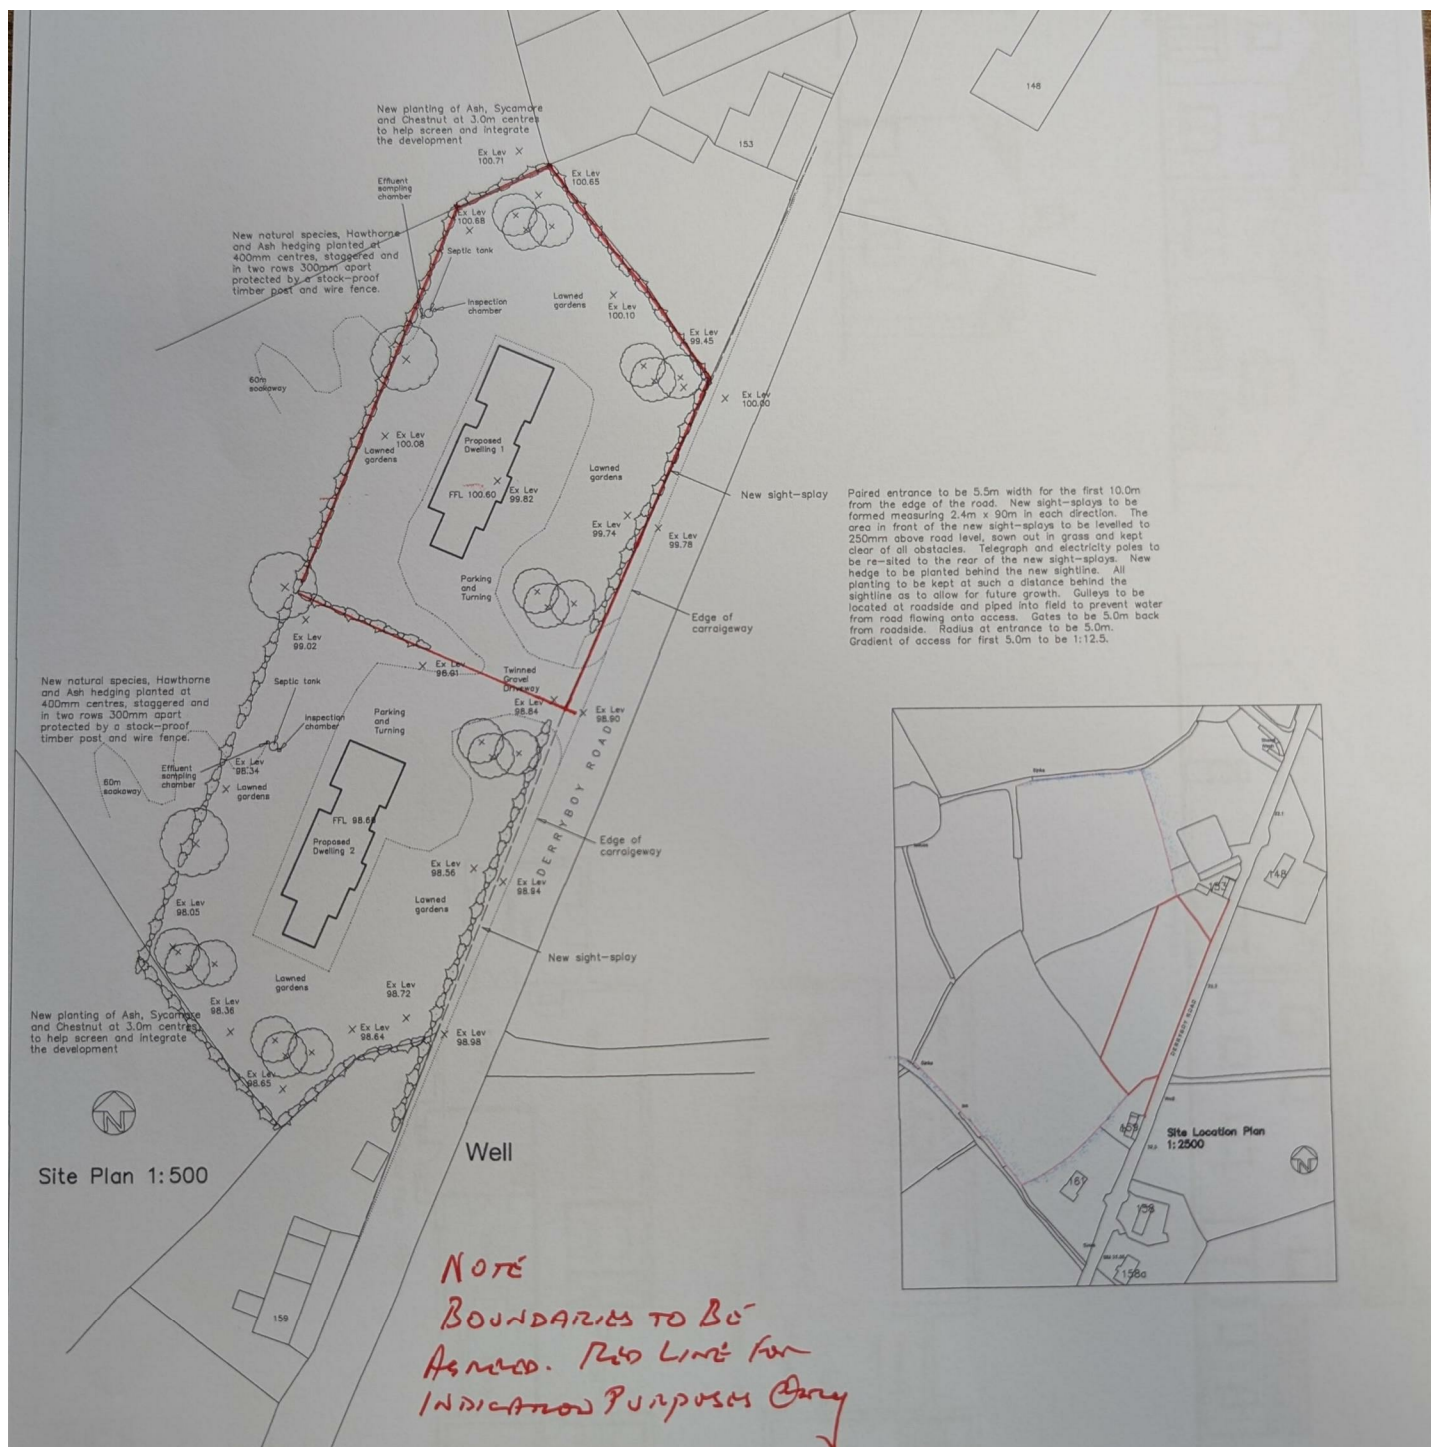 148
153
New planting of Ash, Sycamore
and Chestnut at 3.0m centres
to help screen and integrate
the development
Ex Lev
100.71
Ex Lev
100.65
Effluent
sampling
chamber
Ex Lev
100.68
New natural species, Hawthorne
and Ash hedging planted at
400mm centres, staggered and
in two rows 300mm apart
protected by a stock-proof
timber post and wire fence.
Septic tank
Inspection
chamber
Lawned
gardens
Ex Lev
100.10
Ex Lev
99.45
60m
soakaway
Ex Lev
100.00
Ex Lev
100.08
Lawned
gardens
Proposed
Dwelling 1
FFL 100.60
Ex Lev
99.82
Lawned
gardens
New sight-splay
Ex Lev
99.74
Ex Lev
99.78
Paired entrance to be 5.5m width for the first 10.0m
from the edge of the road. New sight-splays to be
formed measuring 2.4m x 90m in each direction. The
area in front of the new sight-splays to be levelled to
250mm above road level, sown out in grass and kept
clear of all obstacles. Telegraph and electricity poles to
be re-sited to the rear of the new sight-splays. New
hedge to be planted behind the new sightline. All
planting to be kept at such a distance behind the
sightline as to allow for future growth. Gulleys to be
located at roadside and piped into field to prevent water
from road flowing onto access. Gates to be 5.0m back
from roadside. Radius at entrance to be 5.0m.
Gradient of access for first 5.0m to be 1:12.5.
Parking
and
Turning
Edge of
carraigeway
Ex Lev
99.02
Ex Lev
98.91
Twinned
Gravel
Driveway
Ex Lev
98.84
Ex Lev
98.90
New natural species, Hawthorne
and Ash hedging planted at
400mm centres, staggered and
in two rows 300mm apart
protected by a stock-proof
timber post and wire fence.
Septic tank
Inspection
chamber
Parking
and
Turning
Effluent
sampling
chamber
60m
soakaway
Ex Lev
98.34
Lawned
gardens
FFL 98.68
Proposed
Dwelling 2
DERRYBOY ROAD
Edge of
carraigeway
Ex Lev
98.56
Ex Lev
98.94
Lawned
gardens
Ex Lev
98.05
New sight-splay
Lawned
gardens
Ex Lev
98.72
Ex Lev
98.36
New planting of Ash, Sycamore
and Chestnut at 3.0m centres
to help screen and integrate
the development
Ex Lev
98.64
Ex Lev
98.98
Ex Lev
98.65
N
Site Plan 1:500
Well
159
148
153
DERRYBOY ROAD
159
161
158
158a
Site Location Plan
1:2500
N
NOTE
BOUNDARIES TO BE
AGREED. RED LINE FOR
INDICATION PURPOSES ONLY